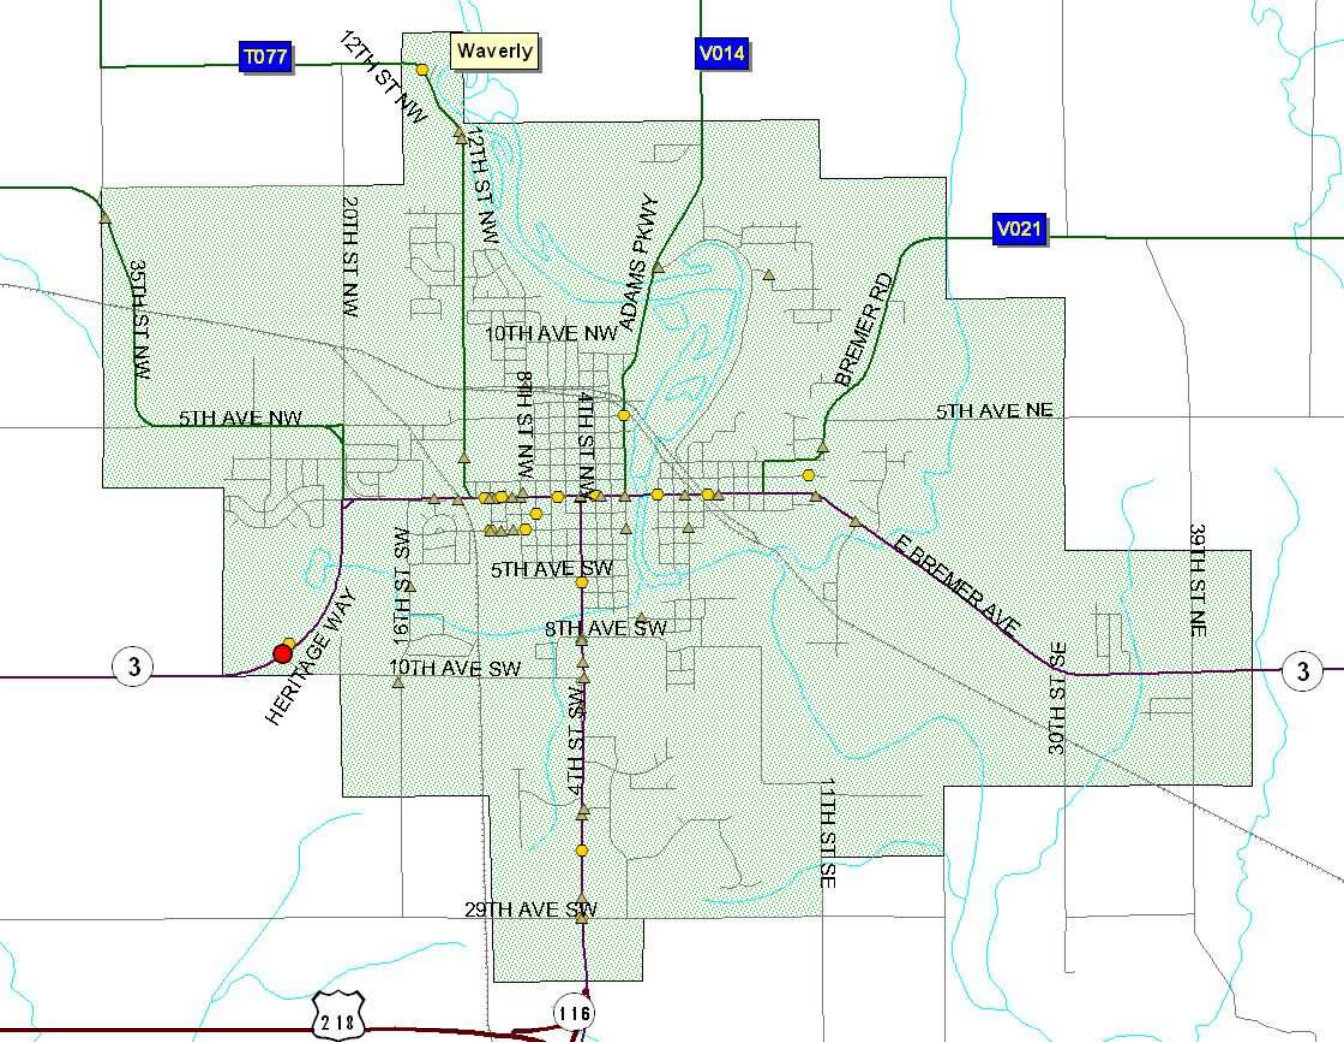 12TH ST NW
Waverly
T077
V014
12TH ST NW
20TH ST NW
ADAMS PKWY
V021
35TH ST NW
10TH AVE NW
BREMER RD
8TH ST NW
4TH ST NW
5TH AVE NW
5TH AVE NE
16TH ST SW
5TH AVE SW
E BREMER AVE
39TH ST NE
HERITAGE WAY
8TH AVE SW
3
10TH AVE SW
30TH ST SE
3
4TH ST SW
11TH ST SE
29TH AVE SW
218
116